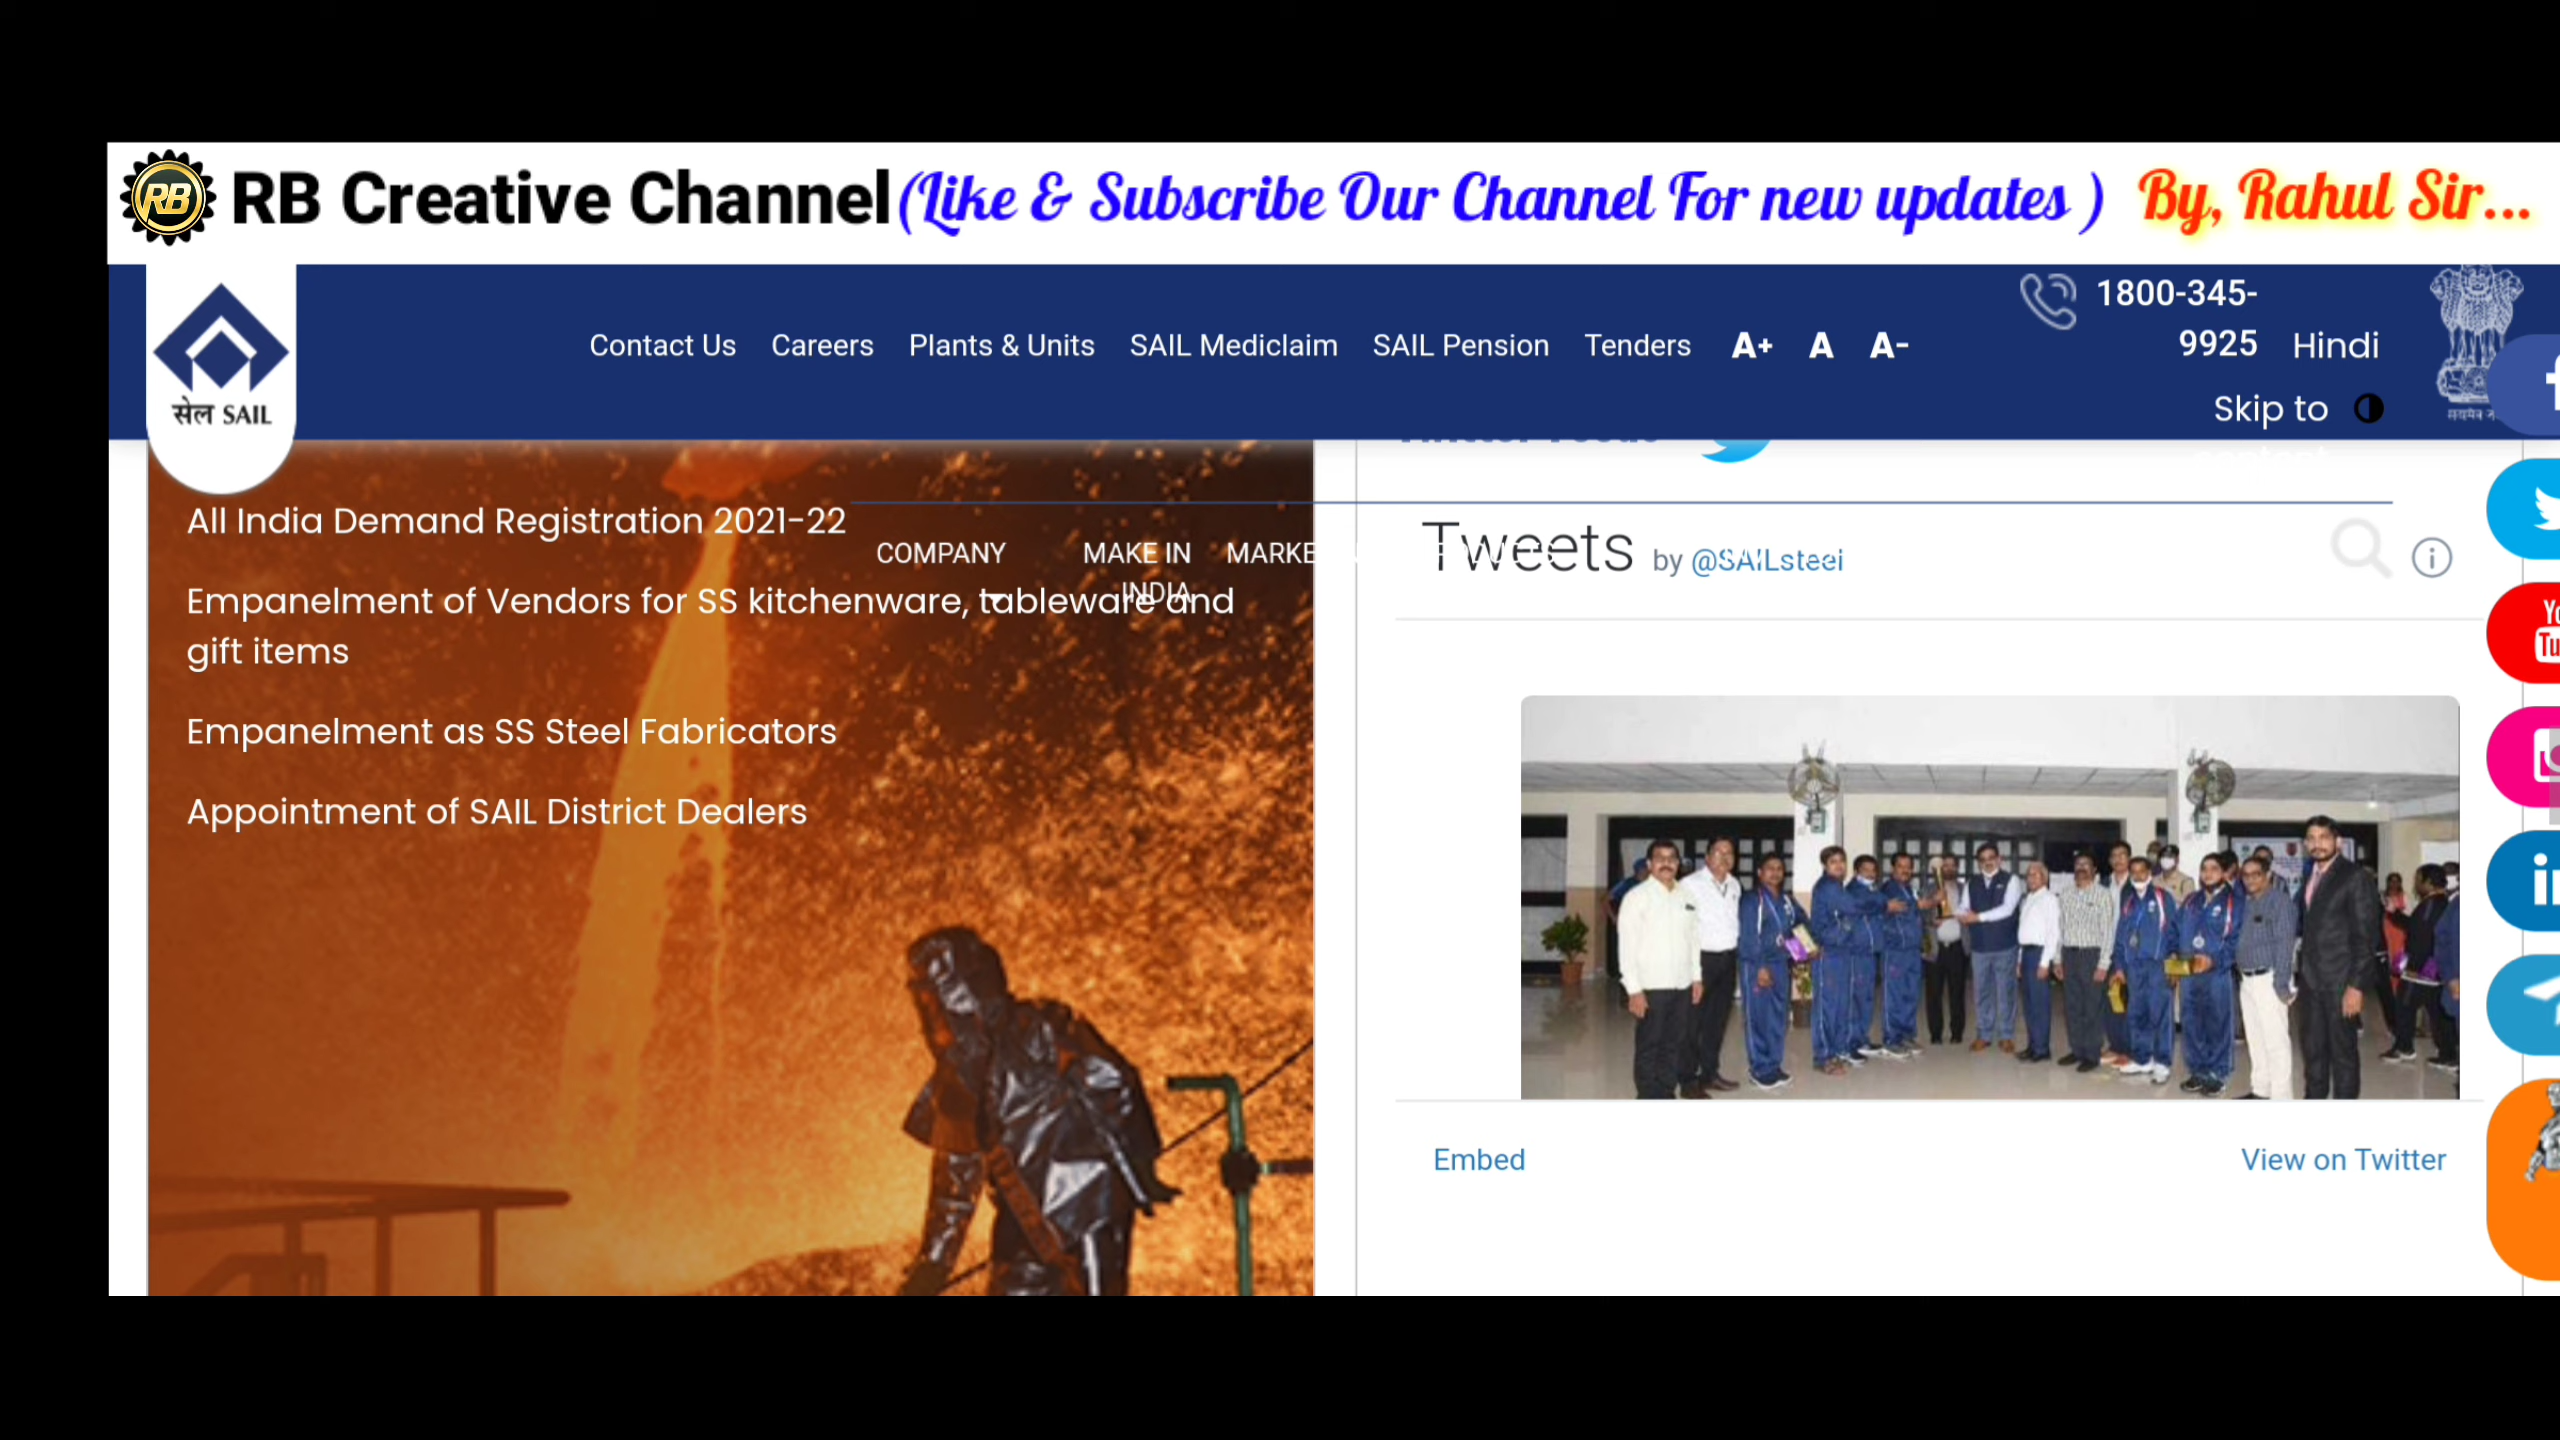 RB Creative Channel(Like & Subscribe Our Channel For new updates ) By, Rahul Sir...
RB
सेल SAIL
Contact Us Careers Plants & Units SAIL Mediclaim SAIL Pension Tenders A+ A A-
1800-345-
9925 Hindi
Skip to
All India Demand Registration 2021-22
Empanelment of Vendors for SS kitchenware, tableware and
gift items
Empanelment as SS Steel Fabricators
Appointment of SAIL District Dealers
COMPANY MAKE IN
INDIA
Tweets by @SAILsteel
Embed View on Twitter